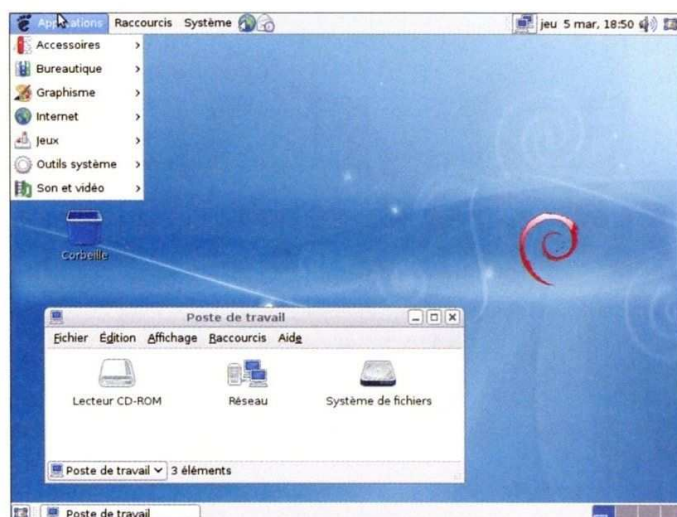 Applications Raccourcis Système jeu 5 mar, 18:50
Accessoires
Bureautique
Graphisme
Internet
Jeux
Outils système
Son et vidéo
Corbeille
Poste de travail
Fichier Édition Affichage Raccourcis Aide
Lecteur CD-ROM Réseau Système de fichiers
Poste de travail 3 éléments
Poste de travail